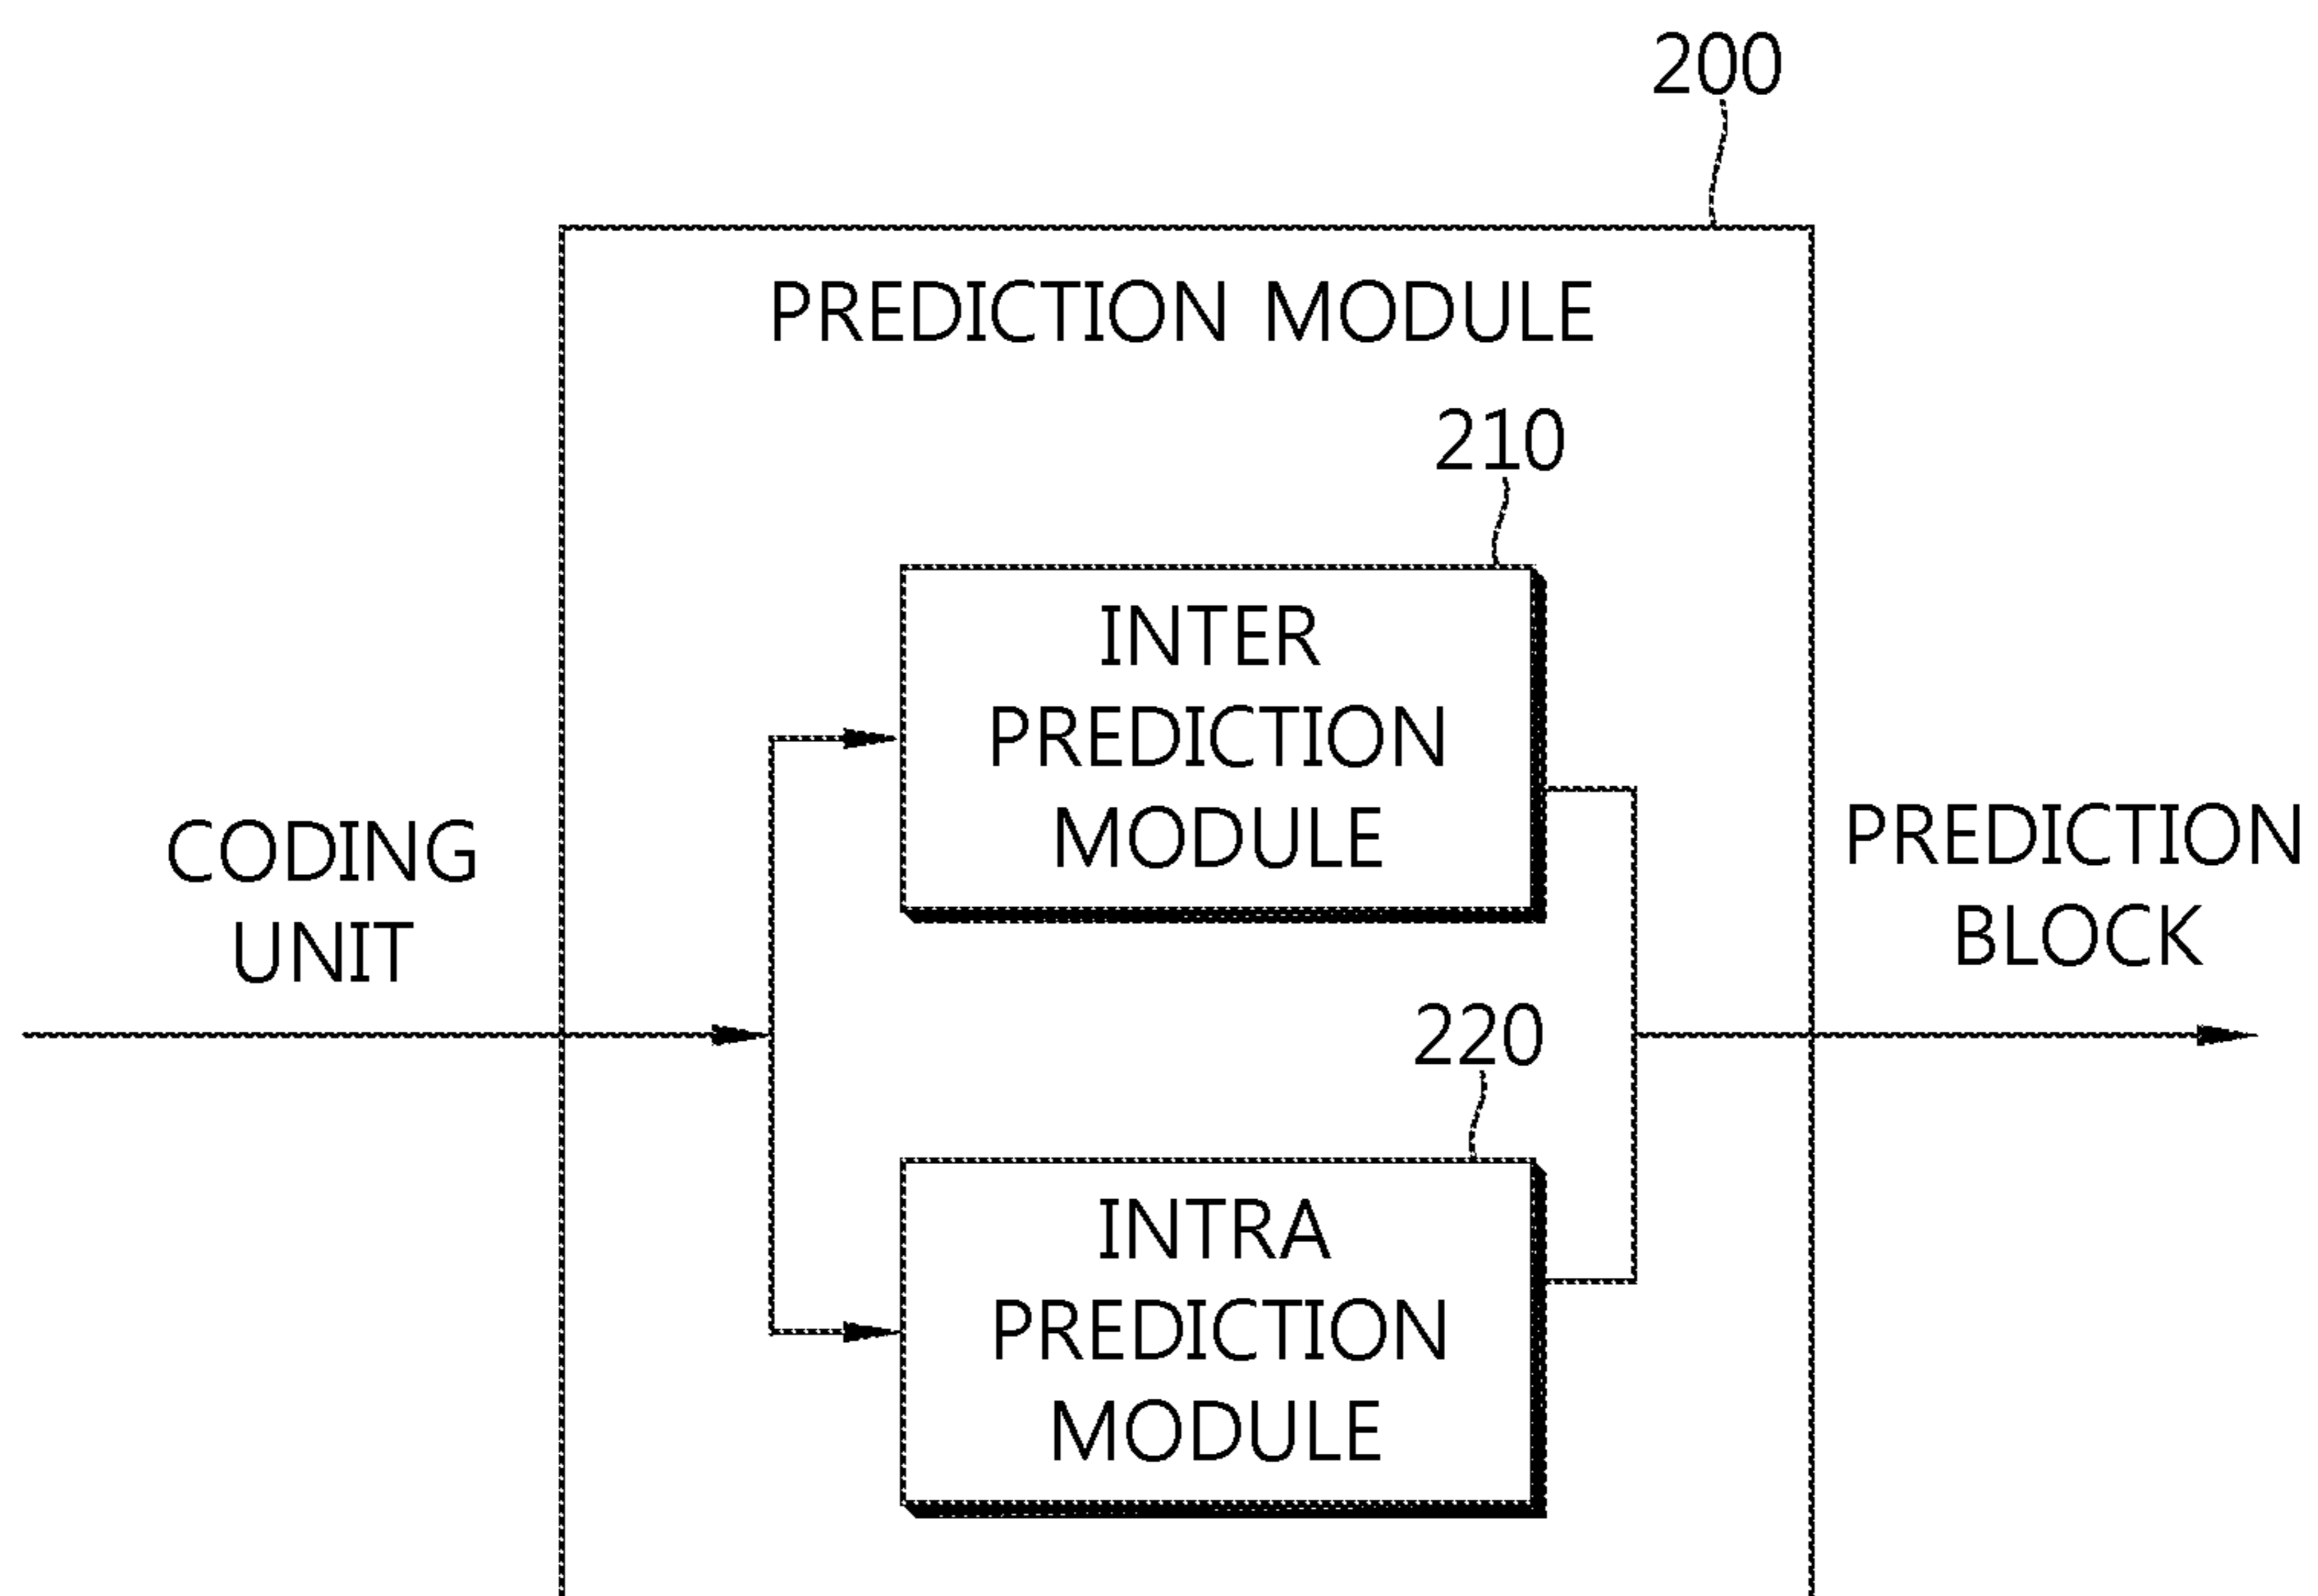 200
PREDICTION MODULE
210
INTER
PREDICTION
MODULE
CODING
UNIT
PREDICTION
BLOCK
220
INTRA
PREDICTION
MODULE